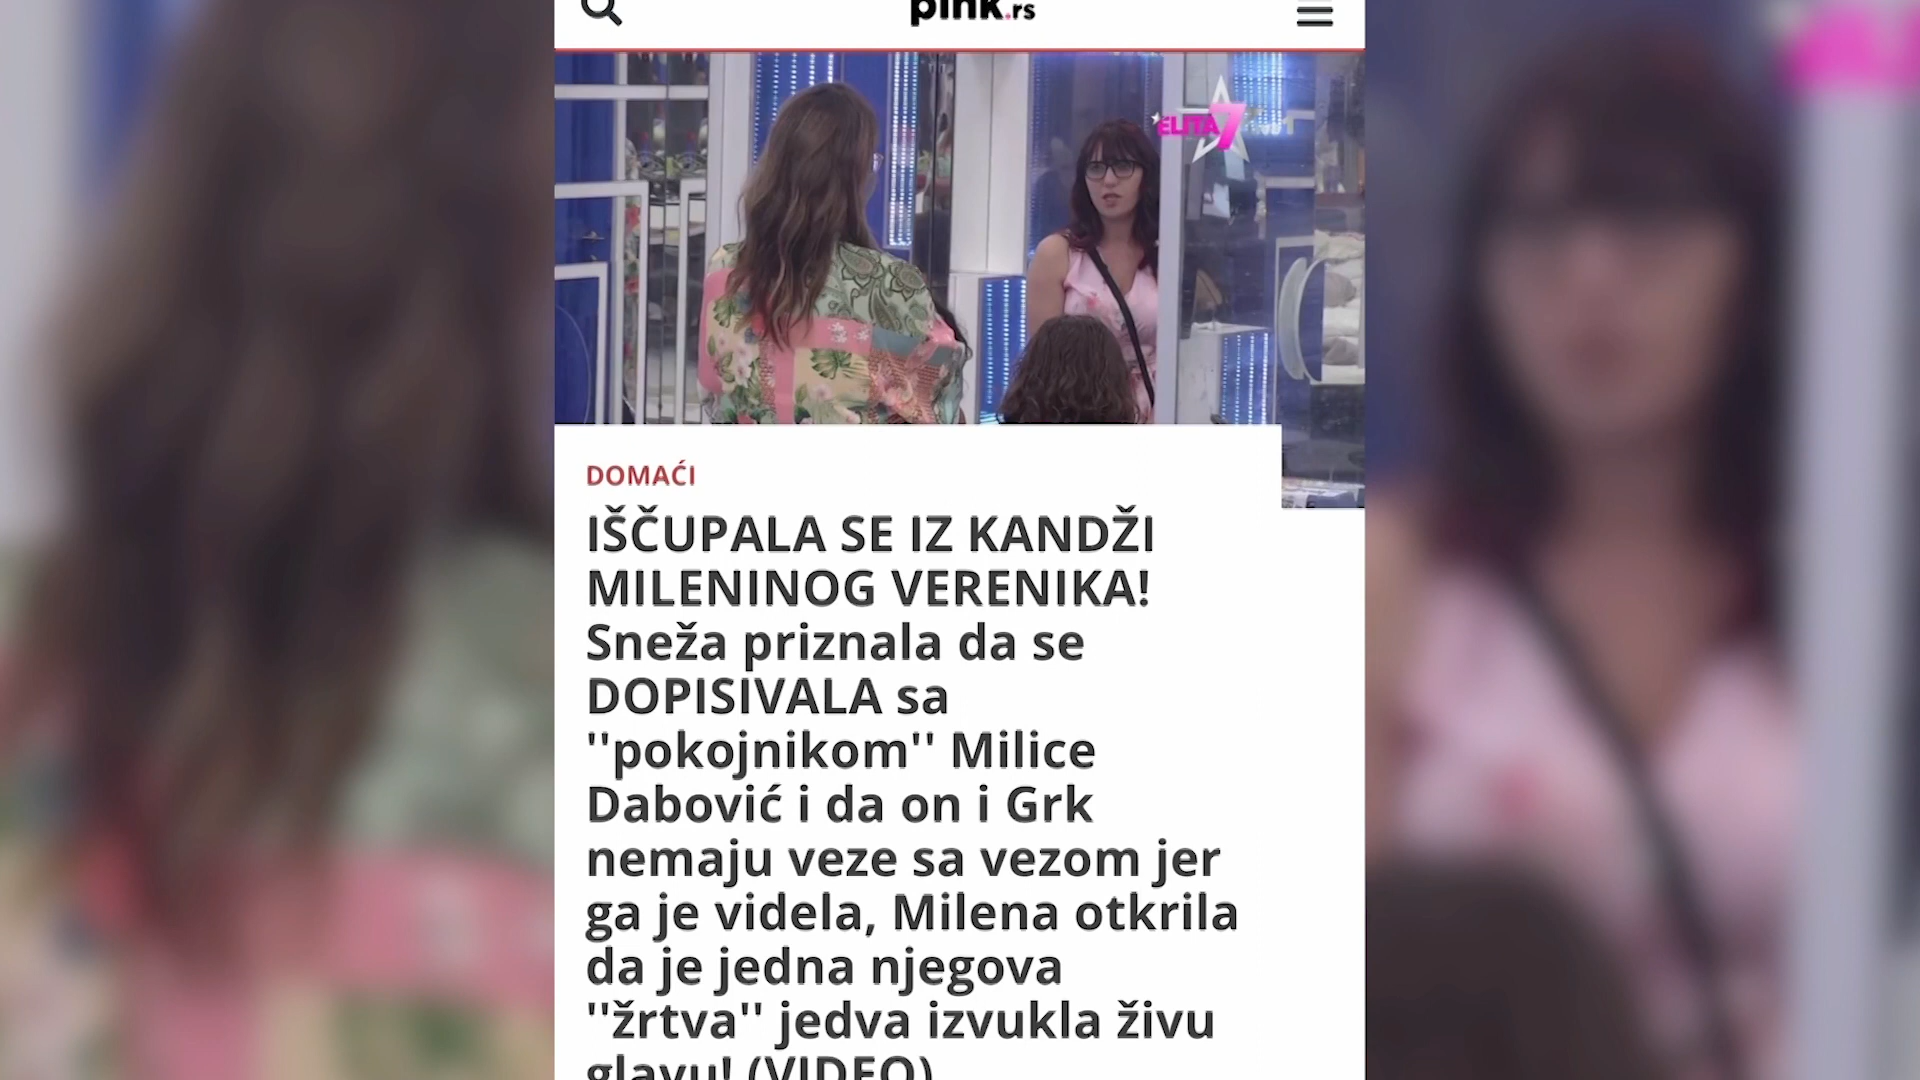 pink.rs
ELITA 7
DOMAĆI
IŠČUPALA SE IZ KANDŽI
MILENINOG VERENIKA!
Sneža priznala da se
DOPISIVALA sa
''pokojnikom'' Milice
Dabović i da on i Grk
nemaju veze sa vezom jer
ga je videla, Milena otkrila
da je jedna njegova
''žrtva'' jedva izvukla živu
glavu! (VIDEO)